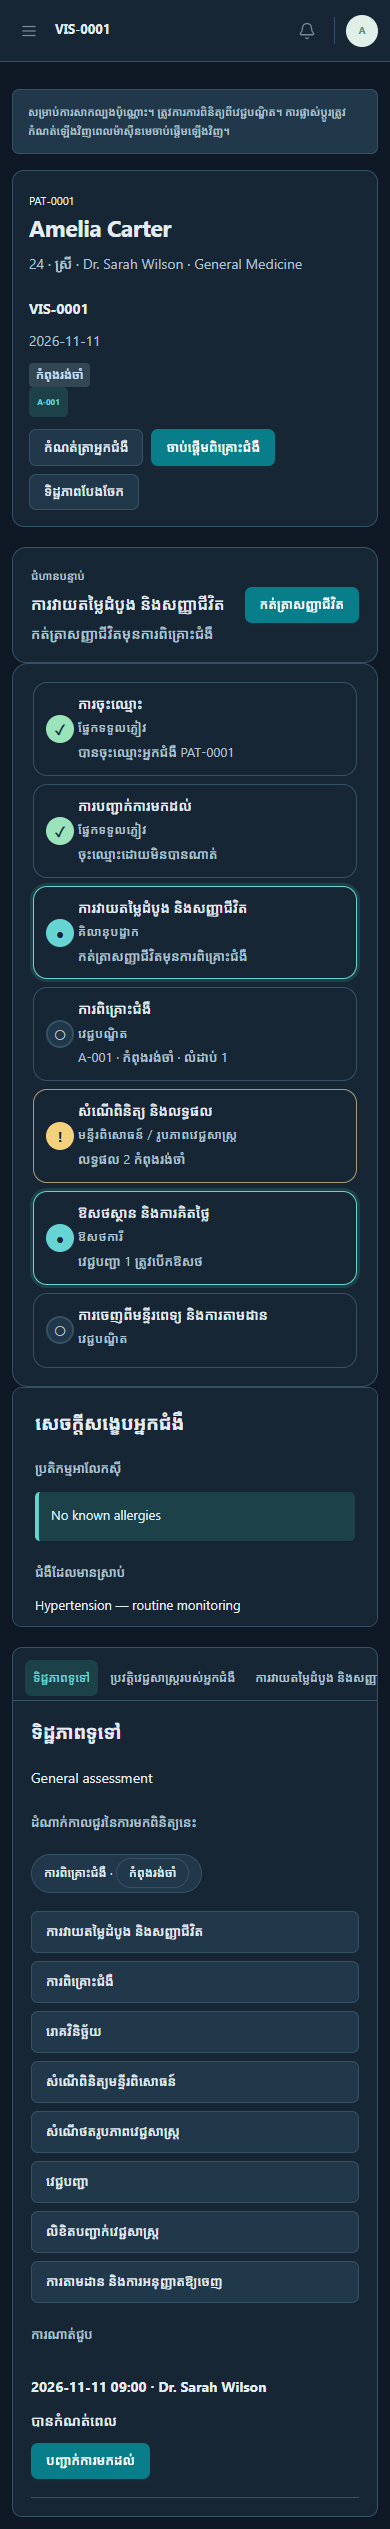 VIS-0001
A
សម្រាប់ការសាកល្បងប៉ុណ្ណោះ។ ត្រូវការការពិនិត្យពីវេជ្ជបណ្ឌិត។ ការផ្លាស់ប្តូរត្រូវ
កំណត់ឡើងវិញពេលម៉ាស៊ីនមេចាប់ផ្តើមឡើងវិញ។
PAT-0001
Amelia Carter
24 · ស្រី · Dr. Sarah Wilson · General Medicine
VIS-0001
2026-11-11
កំពុងរង់ចាំ
A-001
កំណត់ត្រាអ្នកជំងឺ
ចាប់ផ្តើមពិគ្រោះជំងឺ
ទិដ្ឋភាពបែងចែក
ជំហានបន្ទាប់
ការវាយតម្លៃដំបូង និងសញ្ញាជីវិត
កត់ត្រាសញ្ញាជីវិត
កត់ត្រាសញ្ញាជីវិតមុនការពិគ្រោះជំងឺ
ការចុះឈ្មោះ
ផ្នែកទទួលភ្ញៀវ
បានចុះឈ្មោះអ្នកជំងឺ PAT-0001
ការបញ្ជាក់ការមកដល់
ផ្នែកទទួលភ្ញៀវ
ចុះឈ្មោះដោយមិនបានណាត់
ការវាយតម្លៃដំបូង និងសញ្ញាជីវិត
គិលានុបដ្ឋាក
កត់ត្រាសញ្ញាជីវិតមុនការពិគ្រោះជំងឺ
ការពិគ្រោះជំងឺ
វេជ្ជបណ្ឌិត
A-001 · កំពុងរង់ចាំ · លំដាប់ 1
សំណើពិនិត្យ និងលទ្ធផល
មន្ទីរពិសោធន៍ / រូបភាពវេជ្ជសាស្ត្រ
លទ្ធផល 2 កំពុងរង់ចាំ
ឱសថស្ថាន និងការគិតថ្លៃ
ឱសថការី
វេជ្ជបញ្ជា 1 ត្រូវបើកឱសថ
ការចេញពីមន្ទីរពេទ្យ និងការតាមដាន
វេជ្ជបណ្ឌិត
សេចក្តីសង្ខេបអ្នកជំងឺ
ប្រតិកម្មអាលែកស៊ី
No known allergies
ជំងឺដែលមានស្រាប់
Hypertension — routine monitoring
ទិដ្ឋភាពទូទៅ
ប្រវត្តិវេជ្ជសាស្ត្ររបស់អ្នកជំងឺ
ការវាយតម្លៃដំបូង និងសញ្ញា
ទិដ្ឋភាពទូទៅ
General assessment
ដំណាក់កាលជួរនៃការមកពិនិត្យនេះ
ការពិគ្រោះជំងឺ · កំពុងរង់ចាំ
ការវាយតម្លៃដំបូង និងសញ្ញាជីវិត
ការពិគ្រោះជំងឺ
រោគវិនិច្ឆ័យ
សំណើពិនិត្យមន្ទីរពិសោធន៍
សំណើថតរូបភាពវេជ្ជសាស្ត្រ
វេជ្ជបញ្ជា
លិខិតបញ្ជាក់វេជ្ជសាស្ត្រ
ការតាមដាន និងការអនុញ្ញាតឱ្យចេញ
ការណាត់ជួប
2026-11-11 09:00 · Dr. Sarah Wilson
បានកំណត់ពេល
បញ្ជាក់ការមកដល់